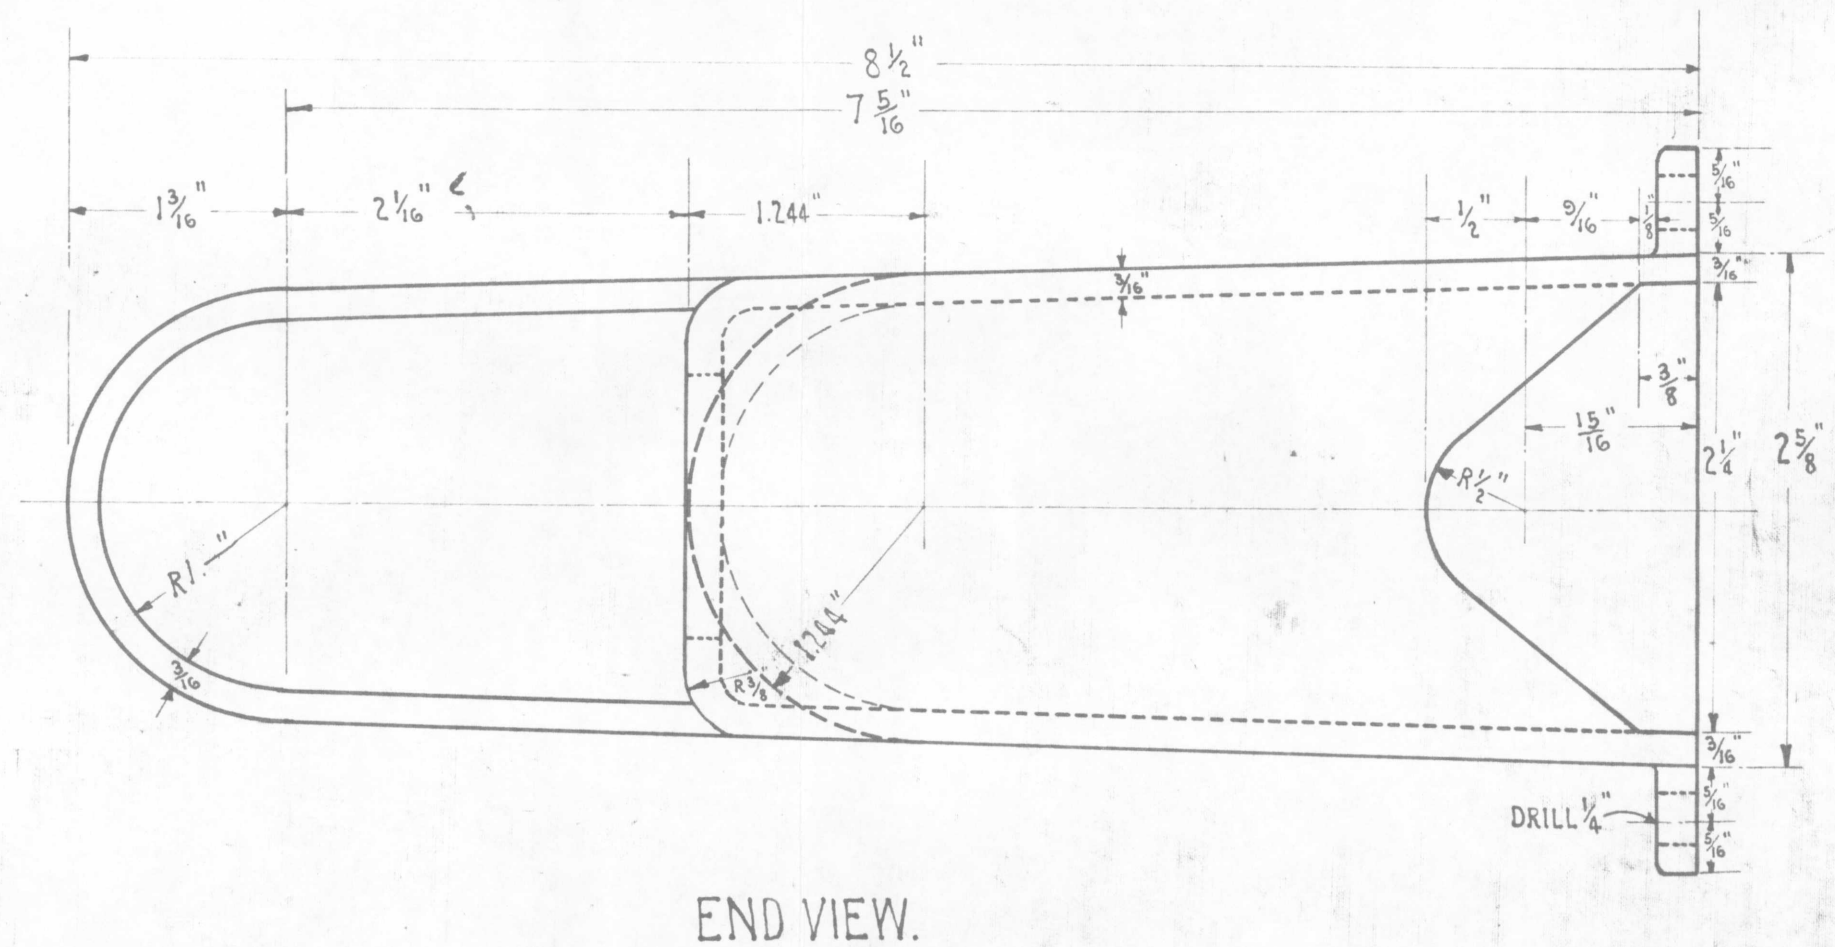 8 1/2"
7 5/16"
1 3/16" 2 1/16" 1.244" 1/2" 9/16" 1/8"
5/16"
5/16"
3/16"
3/16"
3/8"
15/16"
2 1/4" 2 5/8"
R 1/2"
R 1."
3/16
1.244"
R 3/8
3/16"
5/16"
DRILL 1/4"
5/16"
END VIEW.